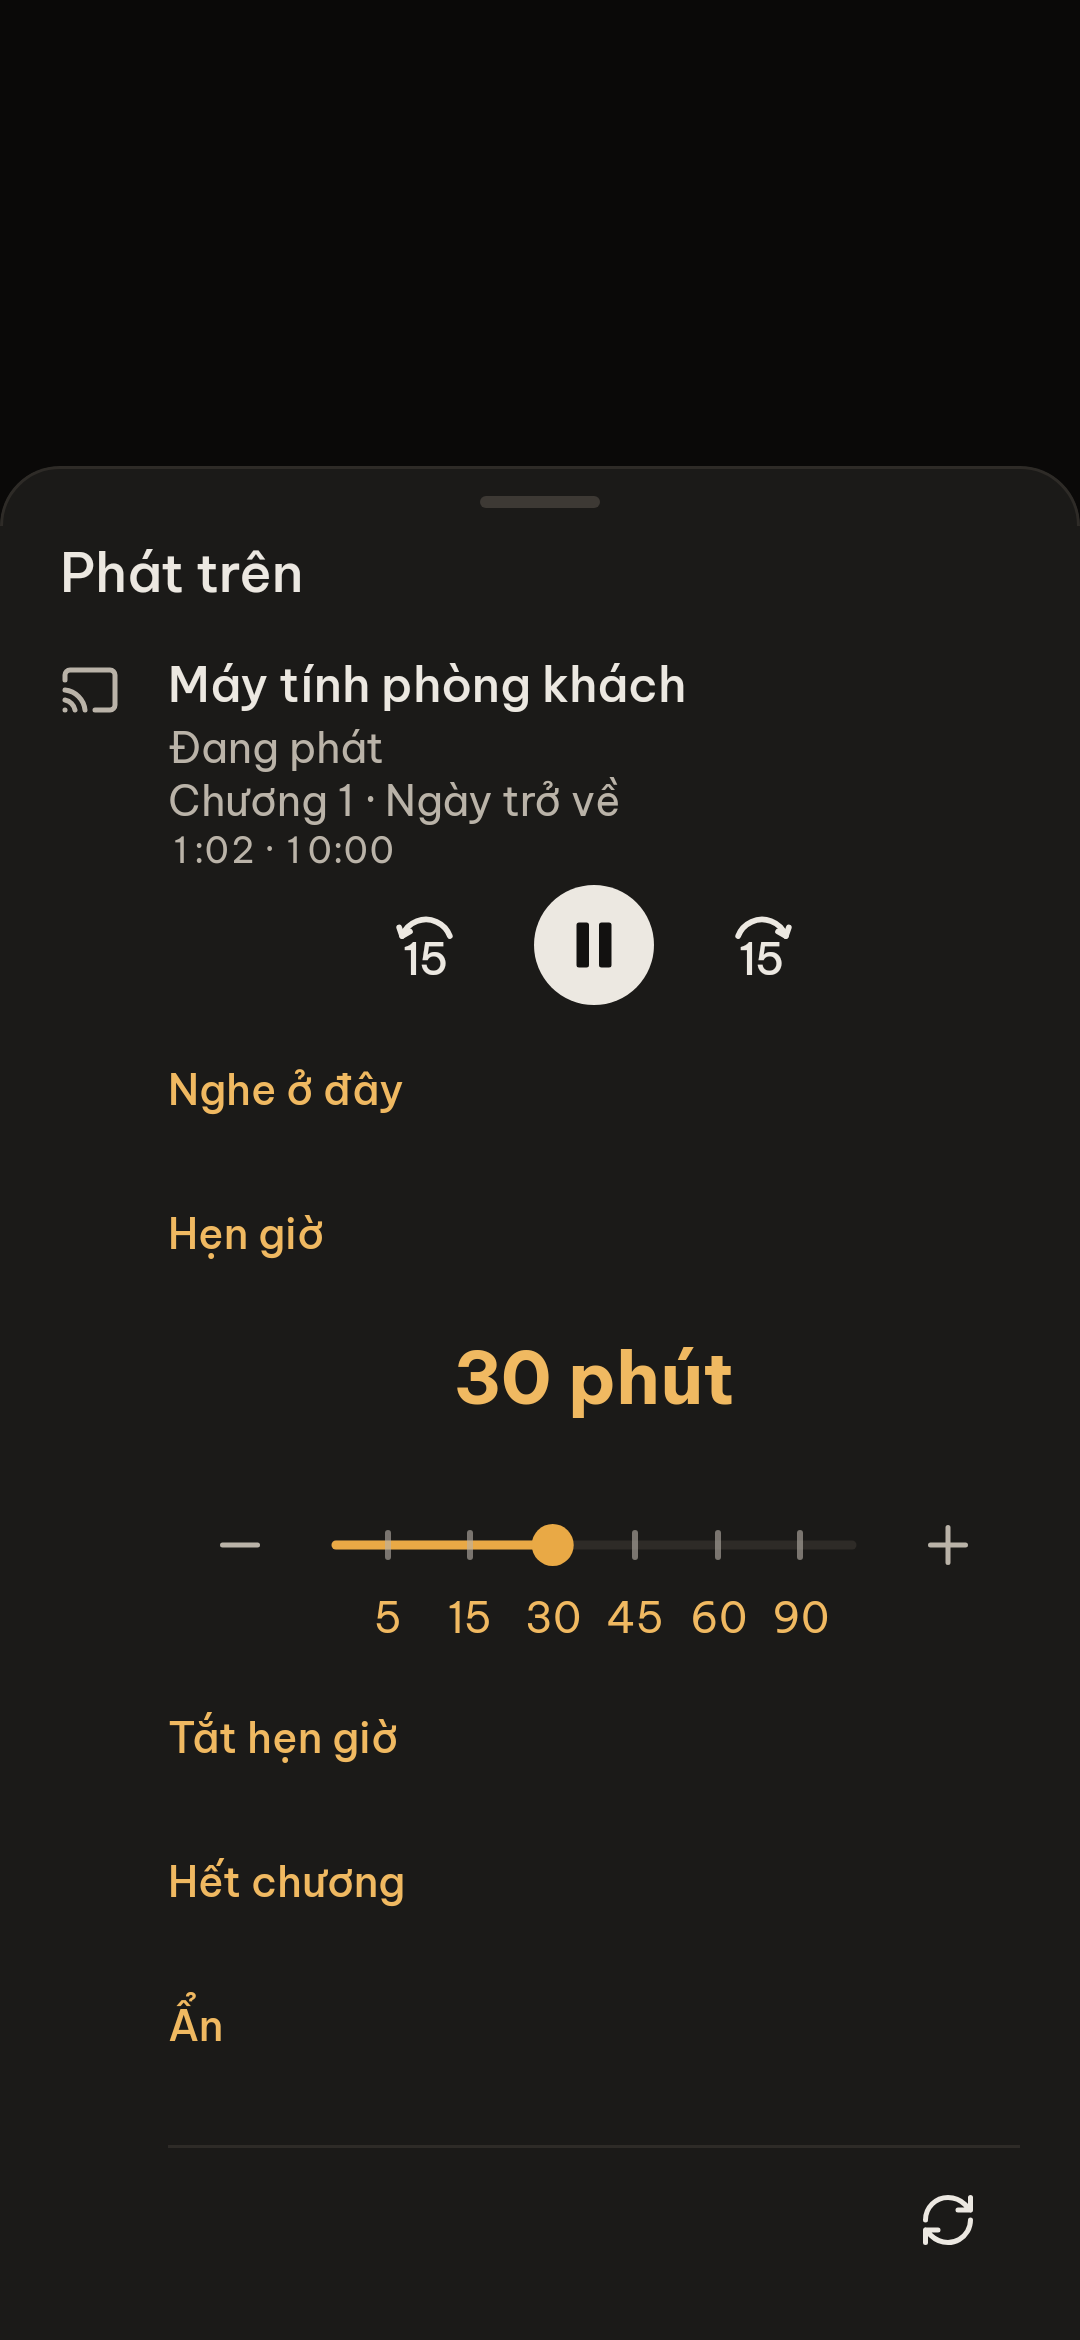 Phát trên
Máy tính phòng khách
Đang phát
Chương 1 · Ngày trở về
1:02 · 10:00
15 15
Nghe ở đây
Hẹn giờ
30 phút
5 15 30 45 60 90
Tắt hẹn giờ
Hết chương
Ẩn